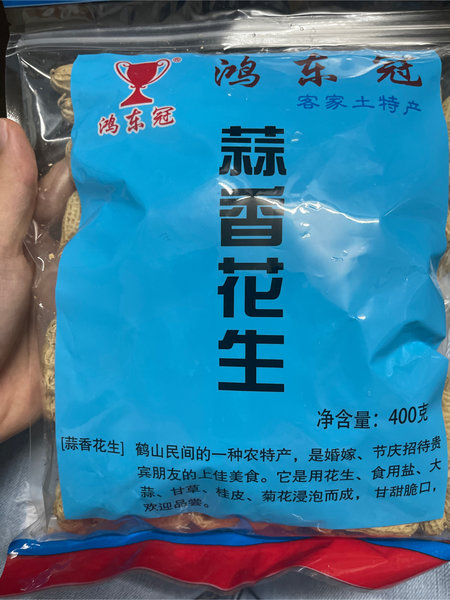 鸿东冠
鸿东冠
客家土特产
蒜香花生
净含量：400克
[蒜香花生] 鹤山民间的一种农特产，是婚嫁、节庆招待贵
宾朋友的上佳美食。它是用花生、食用盐、大
蒜、甘草、桂皮、菊花浸泡而成，甘甜脆口，
欢迎品尝。